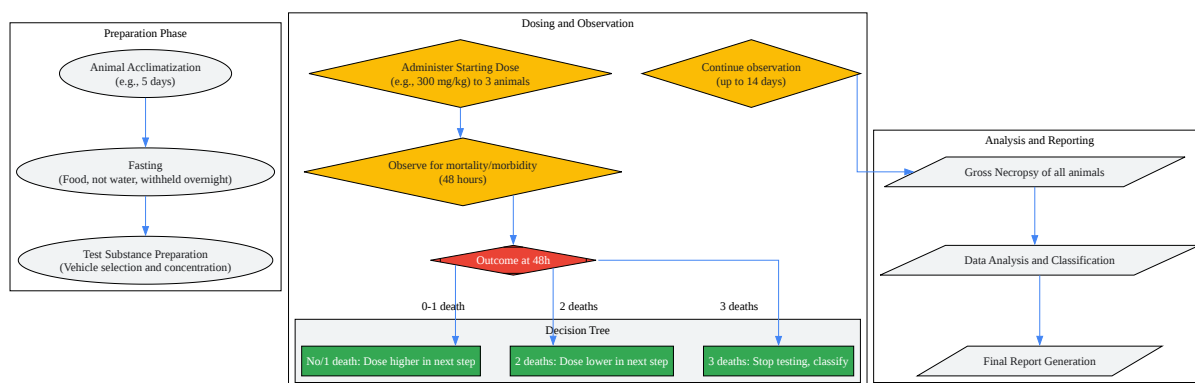 Preparation Phase
Animal Acclimatization
(e.g., 5 days)
Fasting
(Food, not water, withheld overnight)
Test Substance Preparation
(Vehicle selection and concentration)
Dosing and Observation
Administer Starting Dose
(e.g., 300 mg/kg) to 3 animals
Continue observation
(up to 14 days)
Observe for mortality/morbidity
(48 hours)
Outcome at 48h
0-1 death
2 deaths
3 deaths
Decision Tree
No/1 death: Dose higher in next step
2 deaths: Dose lower in next step
3 deaths: Stop testing, classify
Analysis and Reporting
Gross Necropsy of all animals
Data Analysis and Classification
Final Report Generation